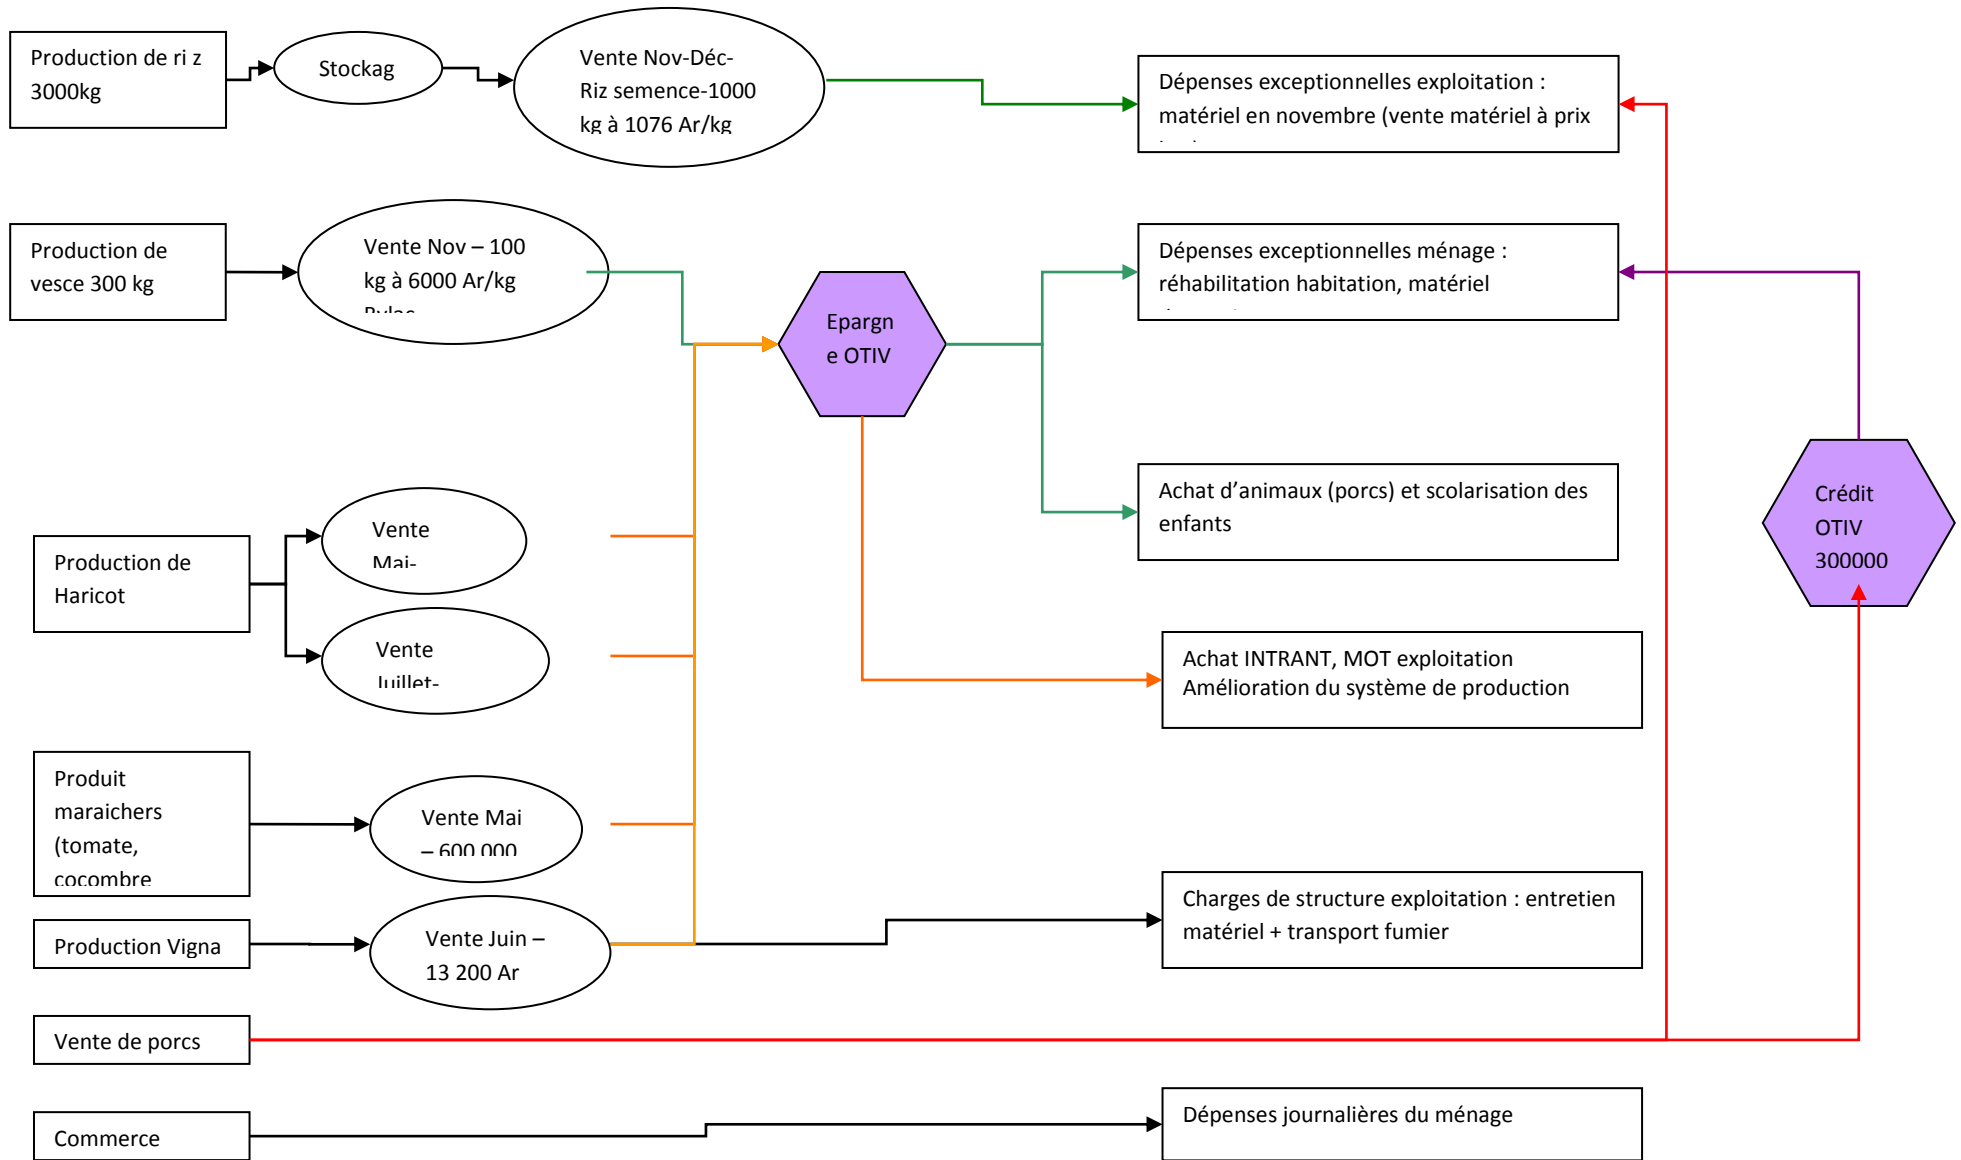 Production de ri z
3000kg
Stockag
Vente Nov-Déc-
Riz semence-1000
kg à 1076 Ar/kg
Dépenses exceptionnelles exploitation :
matériel en novembre (vente matériel à prix
Production de
vesce 300 kg
Vente Nov – 100
kg à 6000 Ar/kg
Epargn
e OTIV
Dépenses exceptionnelles ménage :
réhabilitation habitation, matériel
Achat d’animaux (porcs) et scolarisation des
enfants
Crédit
OTIV
300000
Production de
Haricot
Vente
Mai-
Vente
Juillet-
Achat INTRANT, MOT exploitation
Amélioration du système de production
Produit
maraichers
(tomate,
cocombre
Vente Mai
– 600 000
Production Vigna
Vente Juin –
13 200 Ar
Charges de structure exploitation : entretien
matériel + transport fumier
Vente de porcs
Commerce
Dépenses journalières du ménage